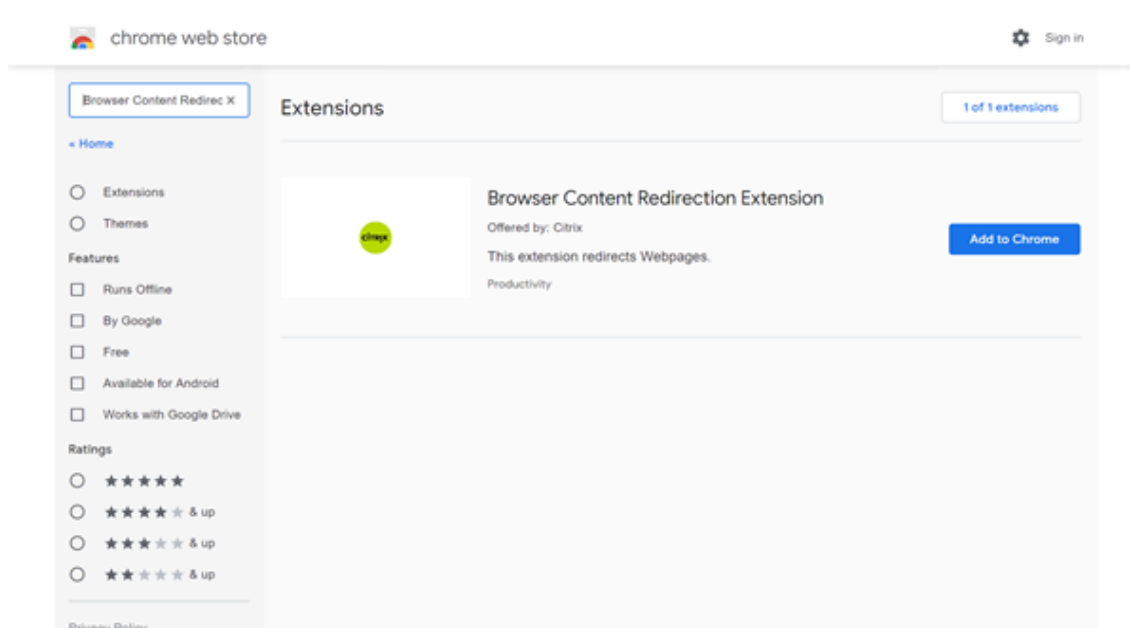 chrome web store
Sign in
Browser Content Redirec
Extensions
1 of 1 extensions
« Home
Extensions
Themes
Features
Runs Offline
By Google
Free
Available for Android
Works with Google Drive
Ratings
& up
& up
& up
citrix
Browser Content Redirection Extension
Offered by: Citrix
This extension redirects Webpages.
Productivity
Add to Chrome
Privacy Policy